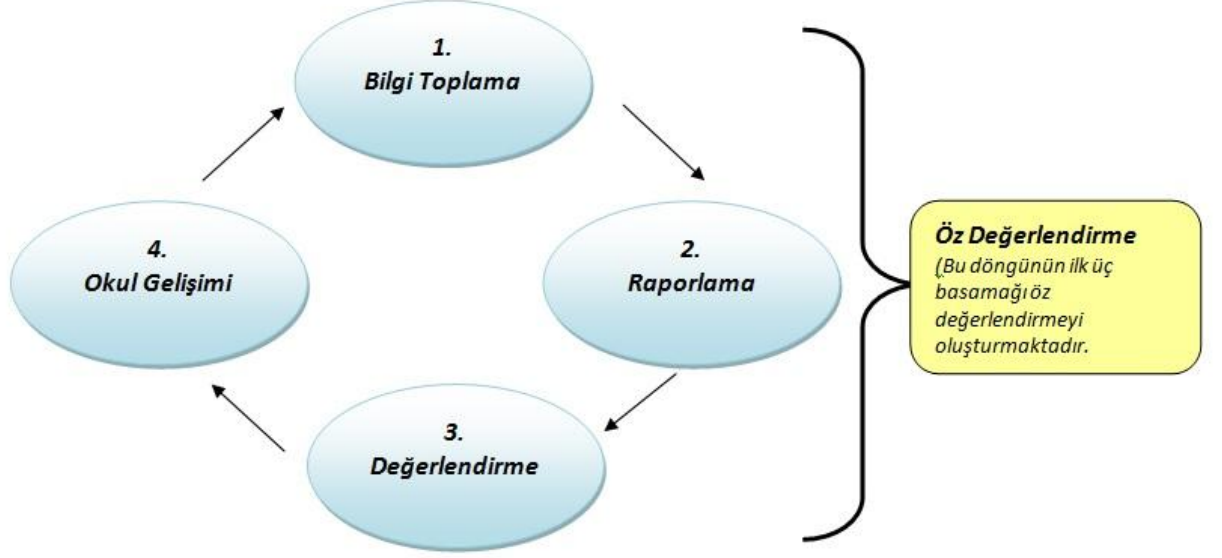 1.
Bilgi Toplama
2.
Raporlama
3.
Değerlendirme
4.
Okul Gelişimi
Öz Değerlendirme
(Bu döngünün ilk üç
basamağı öz
değerlendirmeyi
oluşturmaktadır.